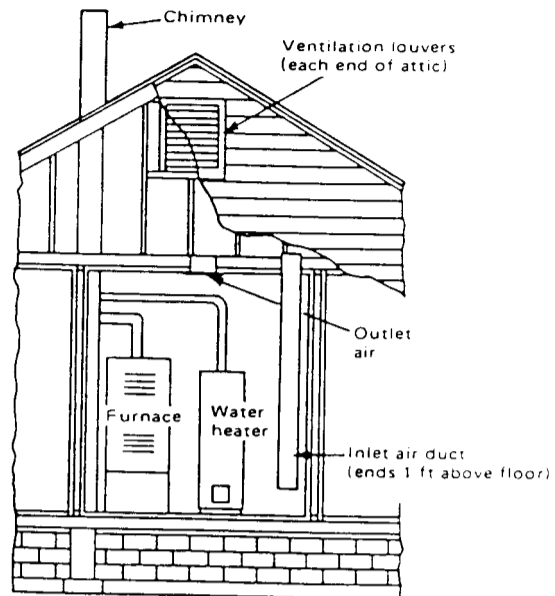 Chimney
Ventilation louvers
(each end of attic)
Outlet
air
Furnace
Water
heater
Inlet air duct
(ends 1 ft above floor)